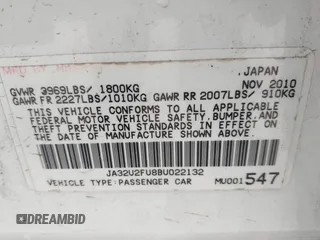 JAPAN
GVWR 3969LBS/ 1800KG NOV 2010
GAWR FR 2227LBS/1010KG GAWR RR 2007LBS/ 910KG
THIS VEHICLE CONFORMS TO ALL APPLICABLE
FEDERAL MOTOR VEHICLE SAFETY, BUMPER, AND
THEFT PREVENTION STANDARDS IN EFFECT ON
THE DATE OF MANUFACTURE SHOWN ABOVE.
JA32U2FU8BU022132
VEHICLE TYPE:PASSENGER CAR MU001547
DREAMBID